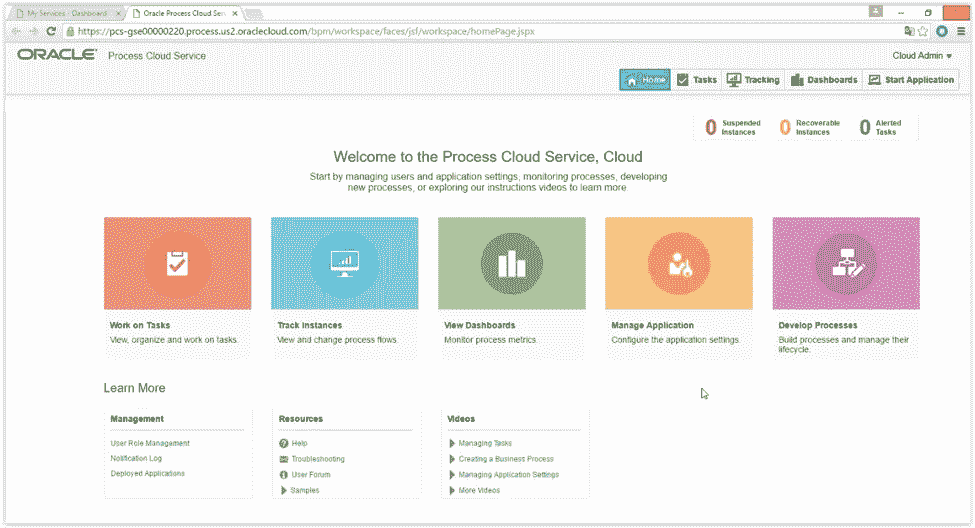 My Services - Dashboard
Oracle Process Cloud Serv
https://pcs-gse00000220.process.us2.oraclecloud.com/bpm/workspace/faces/jsf/workspace/homePage.jspx
ORACLE Process Cloud Service
Cloud Admin
Home Tasks Tracking Dashboards Start Application
0 Suspended Instances
0 Recoverable Instances
0 Alerted Tasks
Welcome to the Process Cloud Service, Cloud
Start by managing users and application settings, monitoring processes, developing
new processes, or exploring our instructions videos to learn more
Work on Tasks
View, organize and work on tasks.
Track Instances
View and change process flows.
View Dashboards
Monitor process metrics.
Manage Application
Configure the application settings.
Develop Processes
Build processes and manage their
lifecycle.
Learn More
Management
User Role Management
Notification Log
Deployed Applications
Resources
Help
Troubleshooting
User Forum
Samples
Videos
Managing Tasks
Creating a Business Process
Managing Application Settings
More Videos